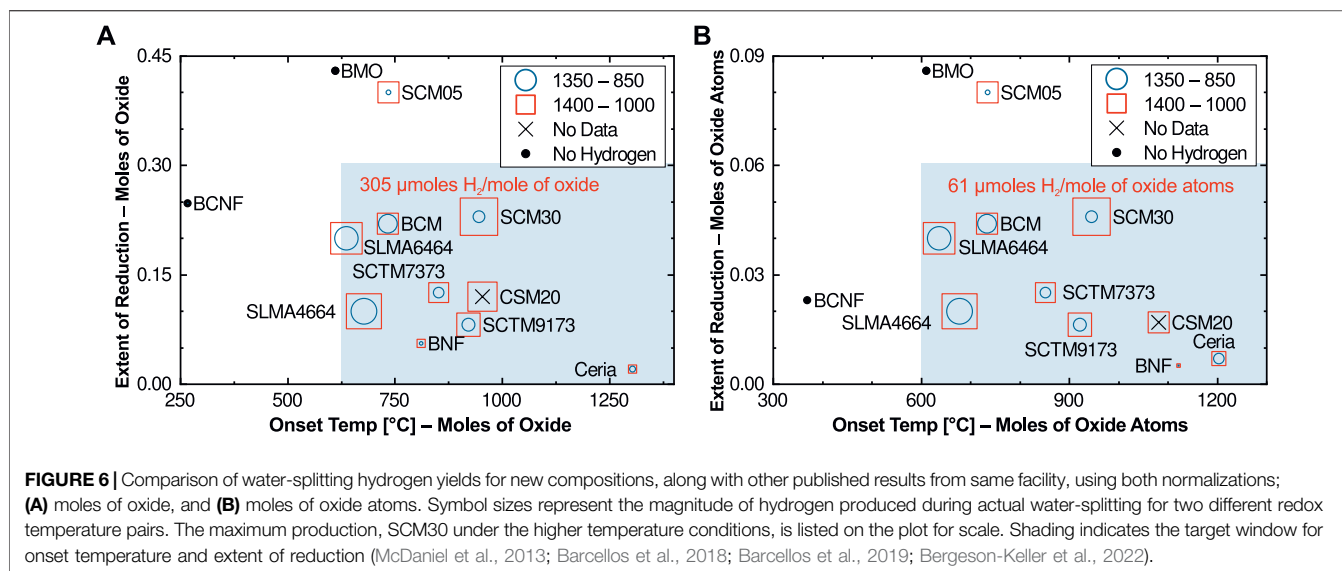 A
B
0.45
0.30
0.15
0.00
Extent of Reduction – Moles of Oxide
250
500
750
1000
1250
Onset Temp [°C] – Moles of Oxide
BMO
SCM05
1350 – 850
1400 – 1000
No Data
No Hydrogen
305 μmoles H₂/mole of oxide
BCNF
BCM
SCM30
SLMA6464
SCTM7373
CSM20
SLMA4664
SCTM9173
BNF
Ceria
0.09
0.06
0.03
0.00
Extent of Reduction – Moles of Oxide Atoms
300
600
900
1200
Onset Temp [°C] – Moles of Oxide Atoms
BMO
SCM05
1350 – 850
1400 – 1000
No Data
No Hydrogen
61 μmoles H₂/mole of oxide atoms
BCM
SCM30
SLMA6464
BCNF
SCTM7373
SLMA4664
CSM20
SCTM9173
Ceria
BNF
FIGURE 6 | Comparison of water-splitting hydrogen yields for new compositions, along with other published results from same facility, using both normalizations;
(A) moles of oxide, and (B) moles of oxide atoms. Symbol sizes represent the magnitude of hydrogen produced during actual water-splitting for two different redox
temperature pairs. The maximum production, SCM30 under the higher temperature conditions, is listed on the plot for scale. Shading indicates the target window for
onset temperature and extent of reduction (McDaniel et al., 2013; Barcellos et al., 2018; Barcellos et al., 2019; Bergeson-Keller et al., 2022).